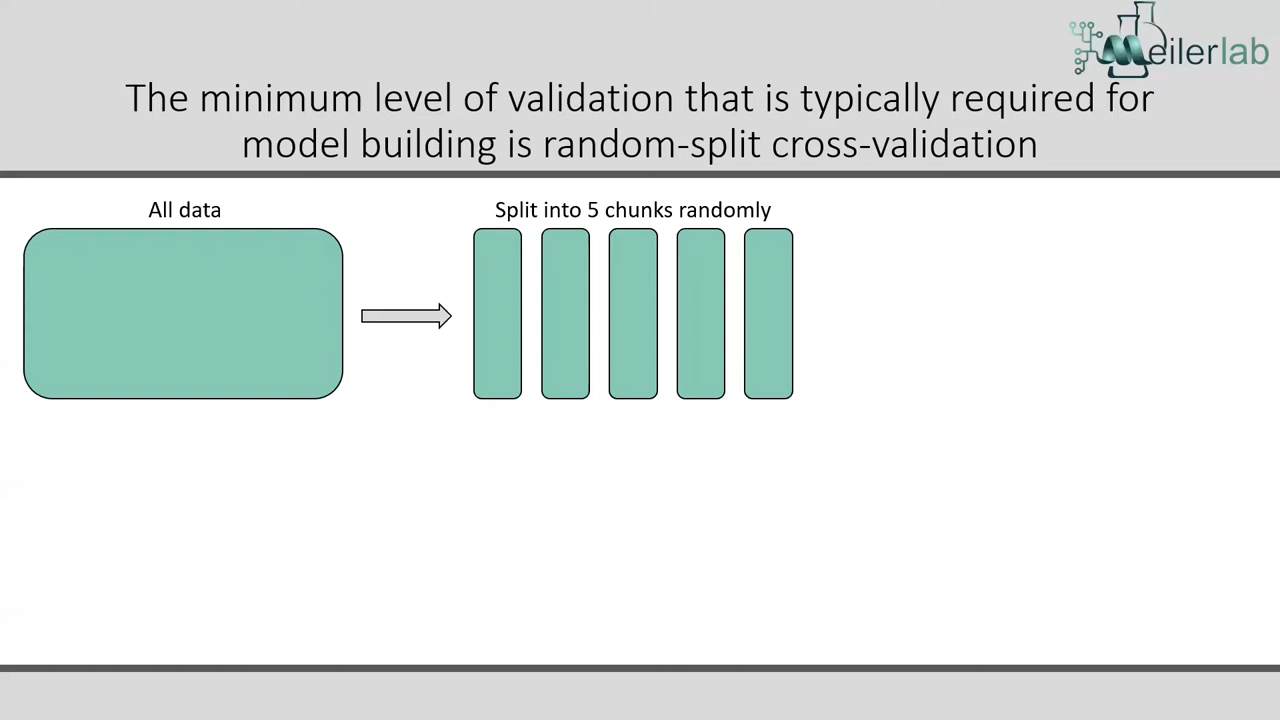 Meilerlab
The minimum level of validation that is typically required for
model building is random-split cross-validation
All data
Split into 5 chunks randomly